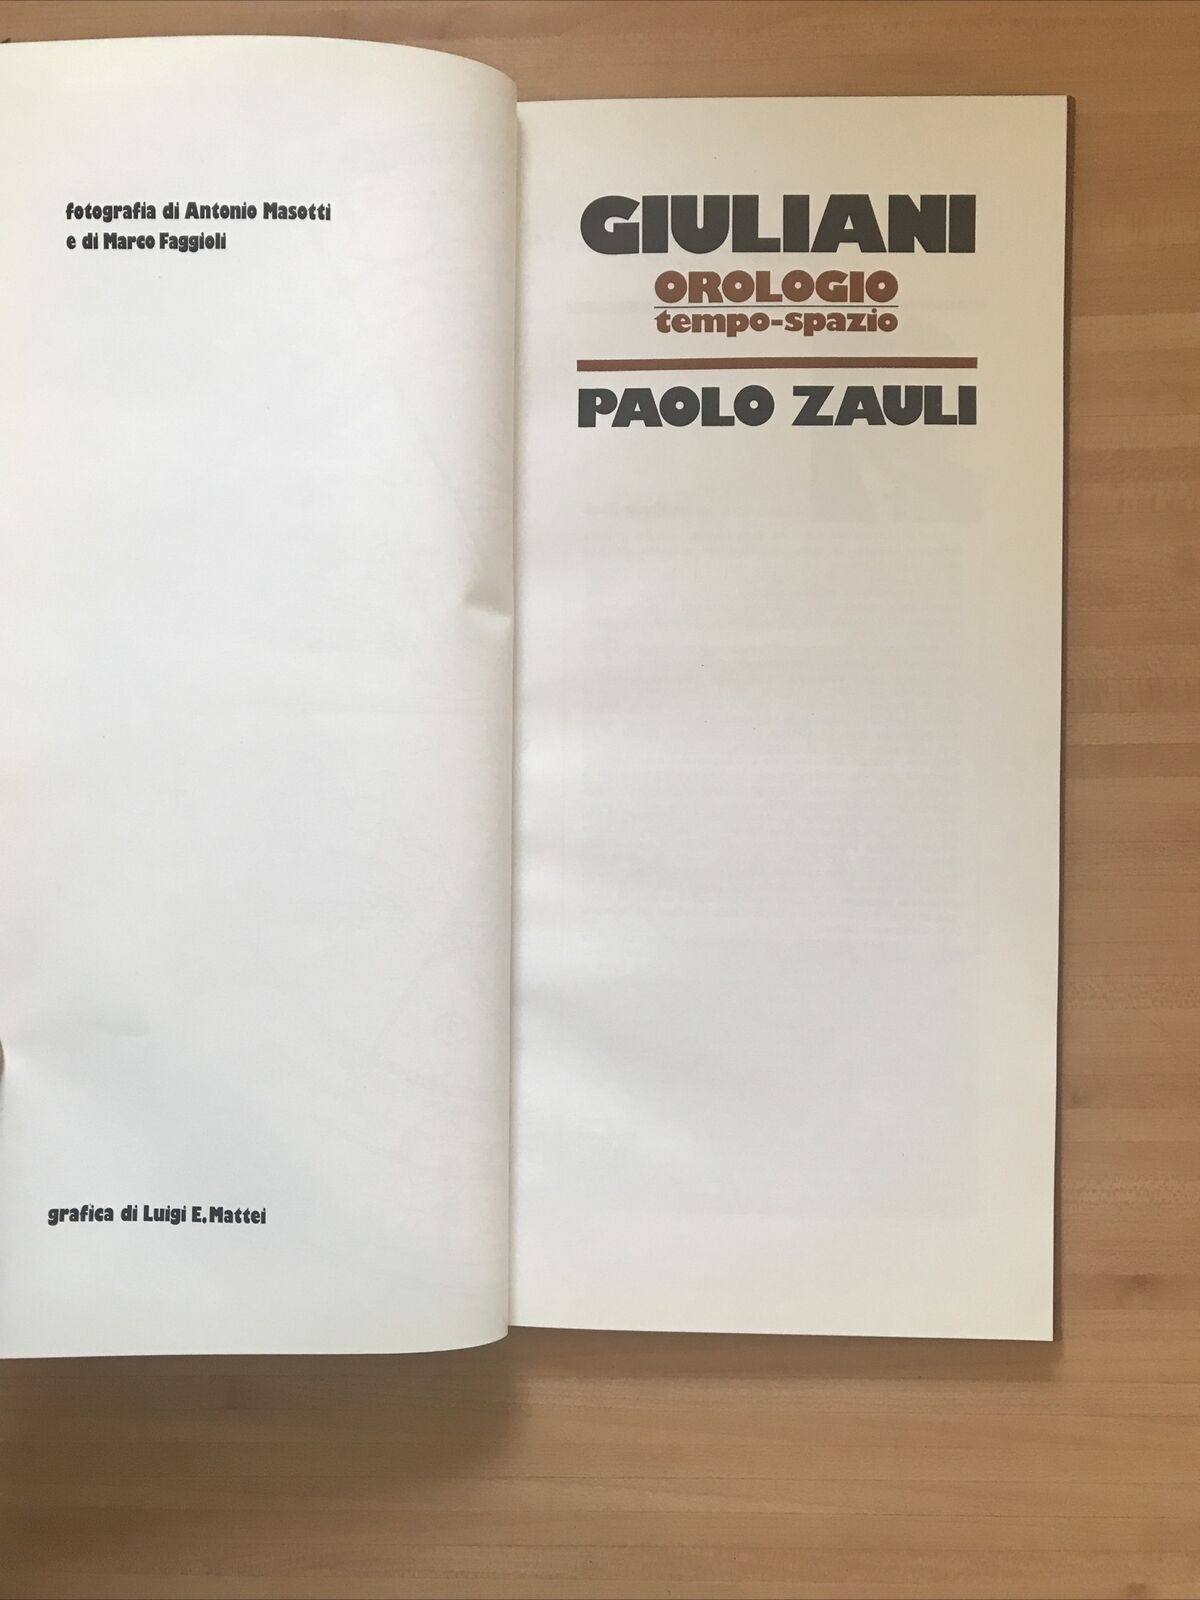 fotografia di Antonio Masotti
e di Marco Faggioli
grafica di Luigi E. Mattei
GIULIANI
OROLOGIO
tempo-spazio
PAOLO ZAULI